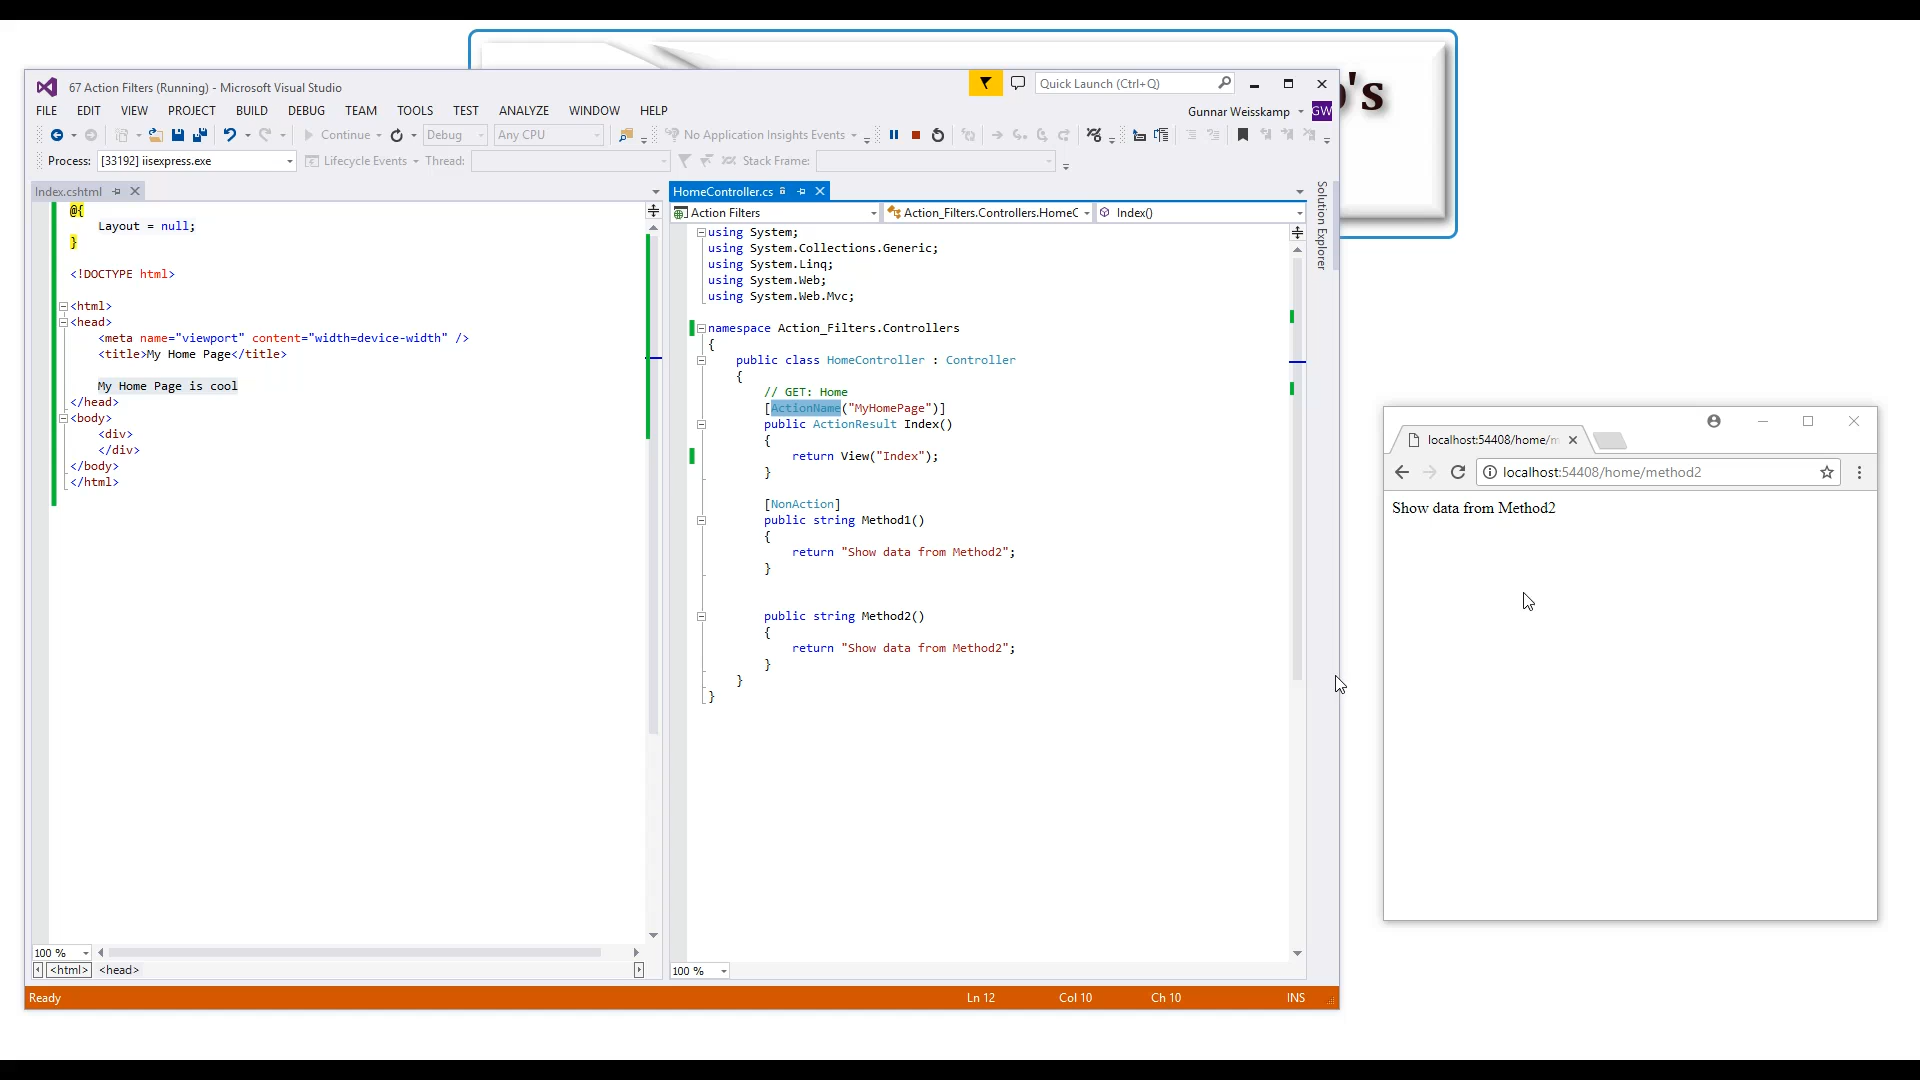 's
67 Action Filters (Running) - Microsoft Visual Studio
Quick Launch (Ctrl+Q)
FILE EDIT VIEW PROJECT BUILD DEBUG TEAM TOOLS TEST ANALYZE WINDOW HELP
Gunnar Weisskamp GW
Continue Debug Any CPU No Application Insights Events
Process: [33192] iisexpress.exe Lifecycle Events Thread: Stack Frame:
Index.cshtml
@{
Layout = null;
}
<!DOCTYPE html>
<html>
<head>
<meta name="viewport" content="width=device-width" />
<title>My Home Page</title>
My Home Page is cool
</head>
<body>
<div>
</div>
</body>
</html>
100 %
<html> <head>
HomeController.cs
Action Filters Action_Filters.Controllers.HomeC Index()
using System;
using System.Collections.Generic;
using System.Linq;
using System.Web;
using System.Web.Mvc;
namespace Action_Filters.Controllers
{
public class HomeController : Controller
{
// GET: Home
[ActionName("MyHomePage")]
public ActionResult Index()
{
return View("Index");
}
[NonAction]
public string Method1()
{
return "Show data from Method2";
}
public string Method2()
{
return "Show data from Method2";
}
}
}
100 %
Solution Explorer
Ready Ln 12 Col 10 Ch 10 INS
localhost:54408/home/m
localhost:54408/home/method2
Show data from Method2